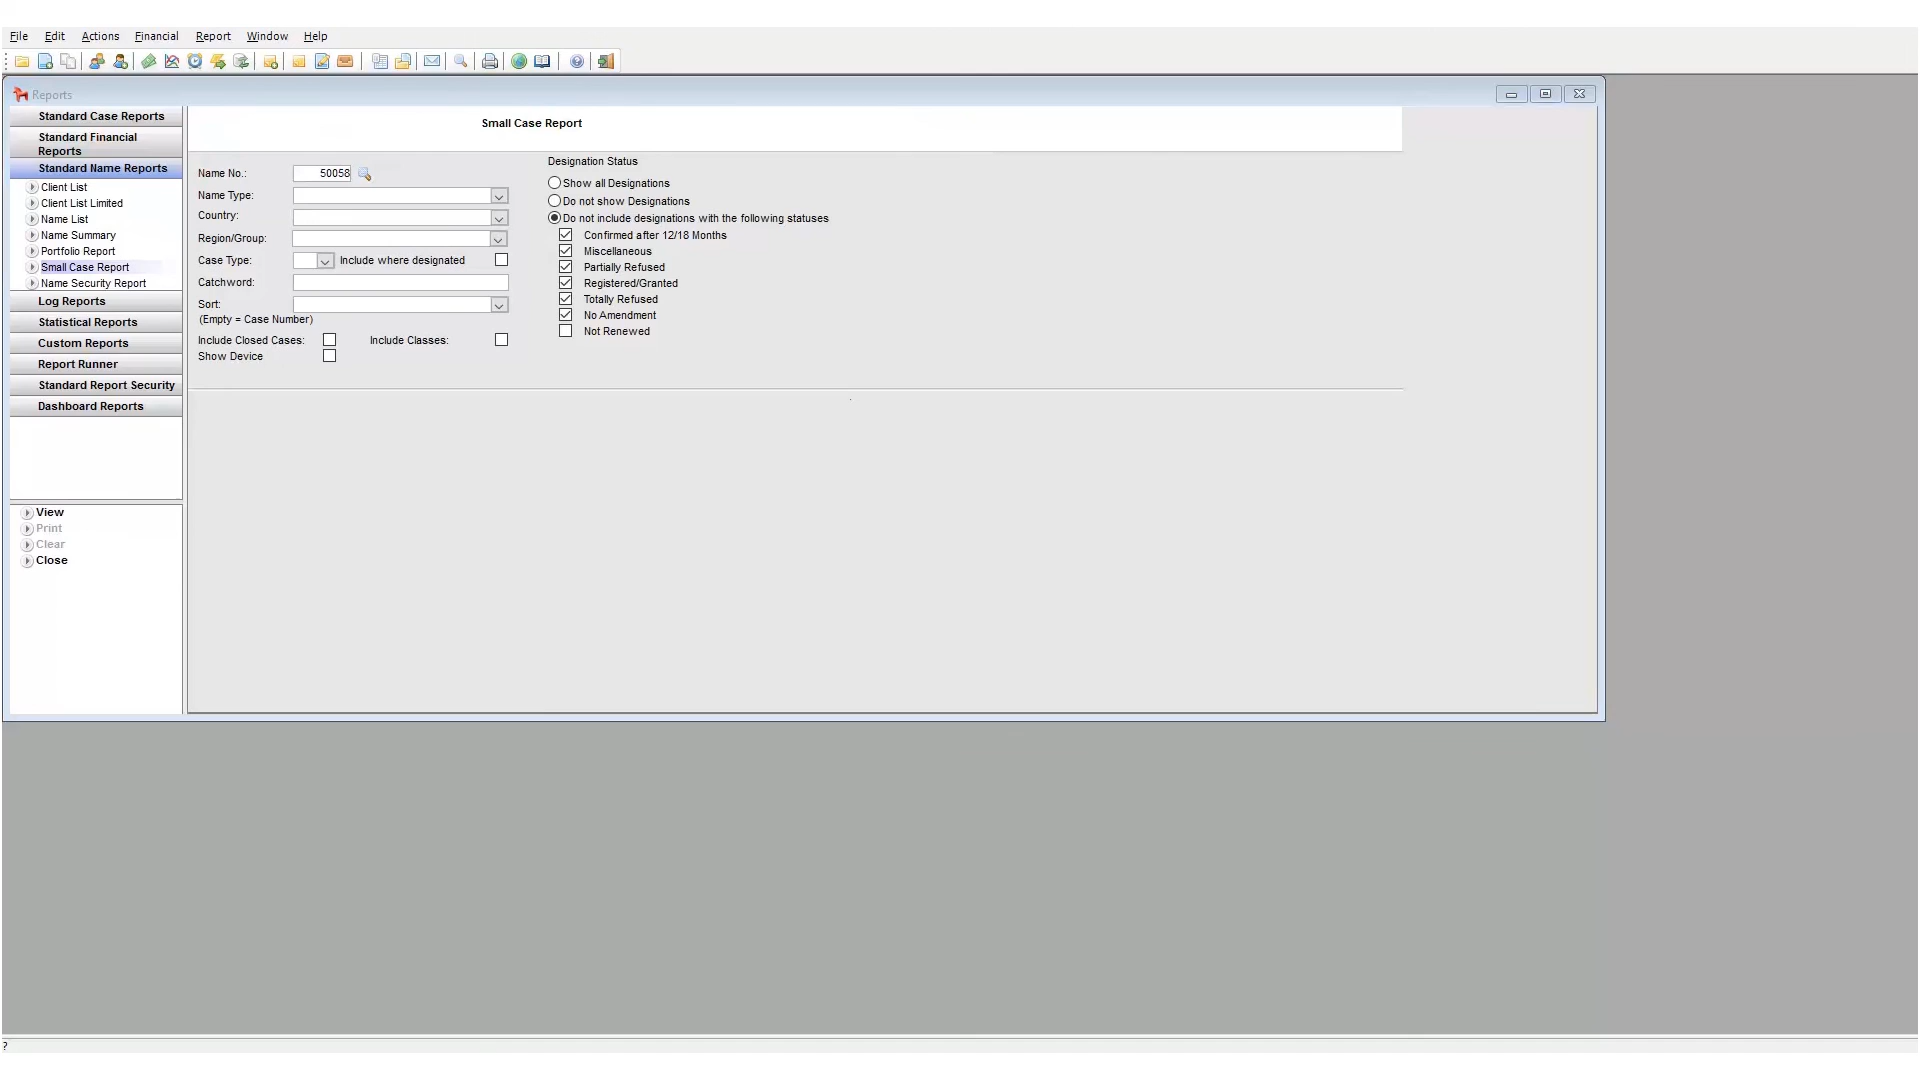 File Edit Actions Financial Report Window Help
Reports
Standard Case Reports
Standard Financial
Reports
Standard Name Reports
Client List
Client List Limited
Name List
Name Summary
Portfolio Report
Small Case Report
Name Security Report
Log Reports
Statistical Reports
Custom Reports
Report Runner
Standard Report Security
Dashboard Reports
View
Print
Clear
Close
Small Case Report
Name No.: 50058
Name Type:
Country:
Region/Group:
Case Type: Include where designated
Catchword:
Sort:
(Empty = Case Number)
Include Closed Cases: Include Classes:
Show Device
Designation Status
Show all Designations
Do not show Designations
Do not include designations with the following statuses
Confirmed after 12/18 Months
Miscellaneous
Partially Refused
Registered/Granted
Totally Refused
No Amendment
Not Renewed
?